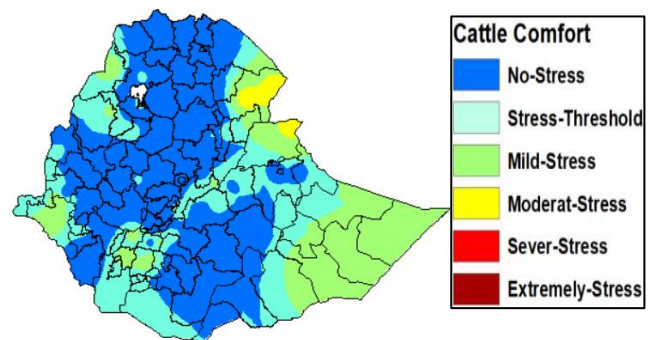 Cattle Comfort
No-Stress
Stress-Threshold
Mild-Stress
Moderat-Stress
Sever-Stress
Extremely-Stress